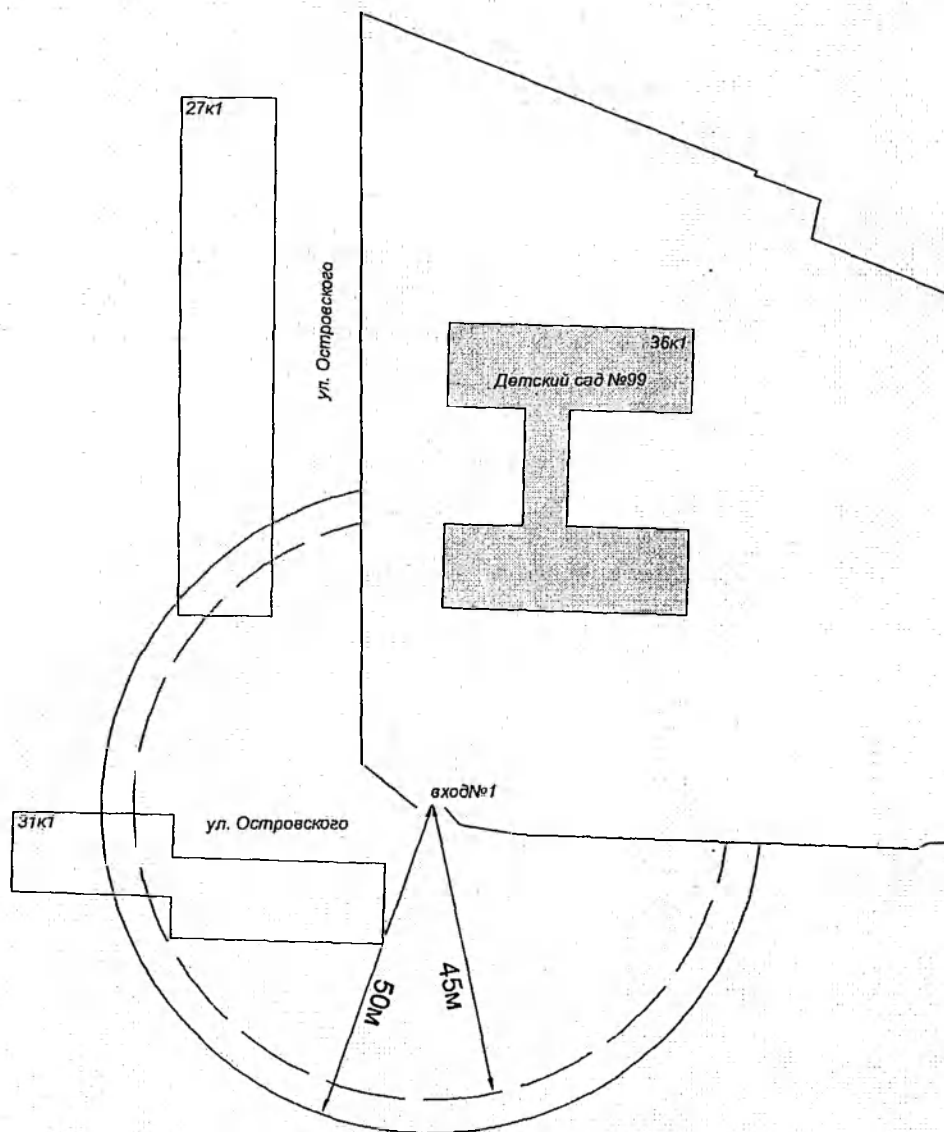 27к1
ул. Островского
36к1
Детский сад №99
вход№1
31к1
ул. Островского
45м
50м